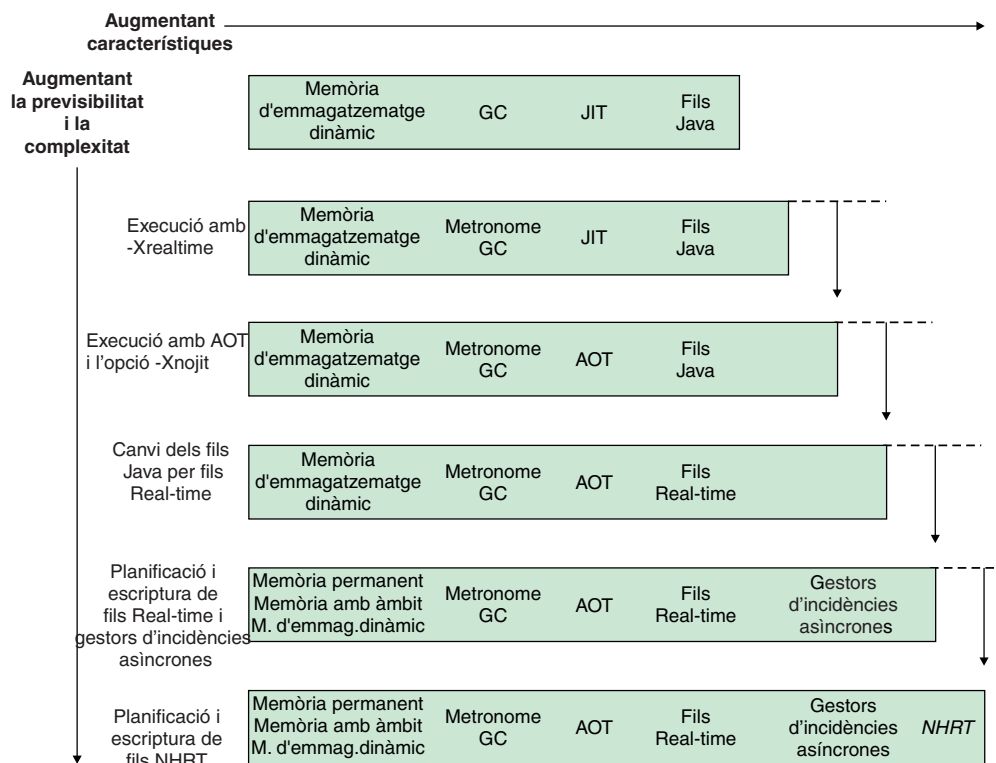 Augmentant
característiques
Augmentant
la previsibilitat
i la
complexitat
Memòria
d'emmagatzematge
dinàmic
GC
JIT
Fils
Java
Execució amb
-Xrealtime
Memòria
d'emmagatzematge
dinàmic
Metronome
GC
JIT
Fils
Java
Execució amb AOT
i l'opció -Xnojit
Memòria
d'emmagatzematge
dinàmic
Metronome
GC
AOT
Fils
Java
Canvi dels fils
Java per fils
Real-time
Memòria
d'emmagatzematge
dinàmic
Metronome
GC
AOT
Fils
Real-time
Planificació i
escriptura de
fils Real-time i
gestors d'incidències
asìncrones
Memòria permanent
Memòria amb àmbit
M. d'emmag.dinàmic
Metronome
GC
AOT
Fils
Real-time
Gestors
d'incidències
asìncrones
Planificació i
escriptura de
fils NHRT
Memòria permanent
Memòria amb àmbit
M. d'emmag.dinàmic
Metronome
GC
AOT
Fils
Real-time
Gestors
d'incidències
asíncrones
NHRT